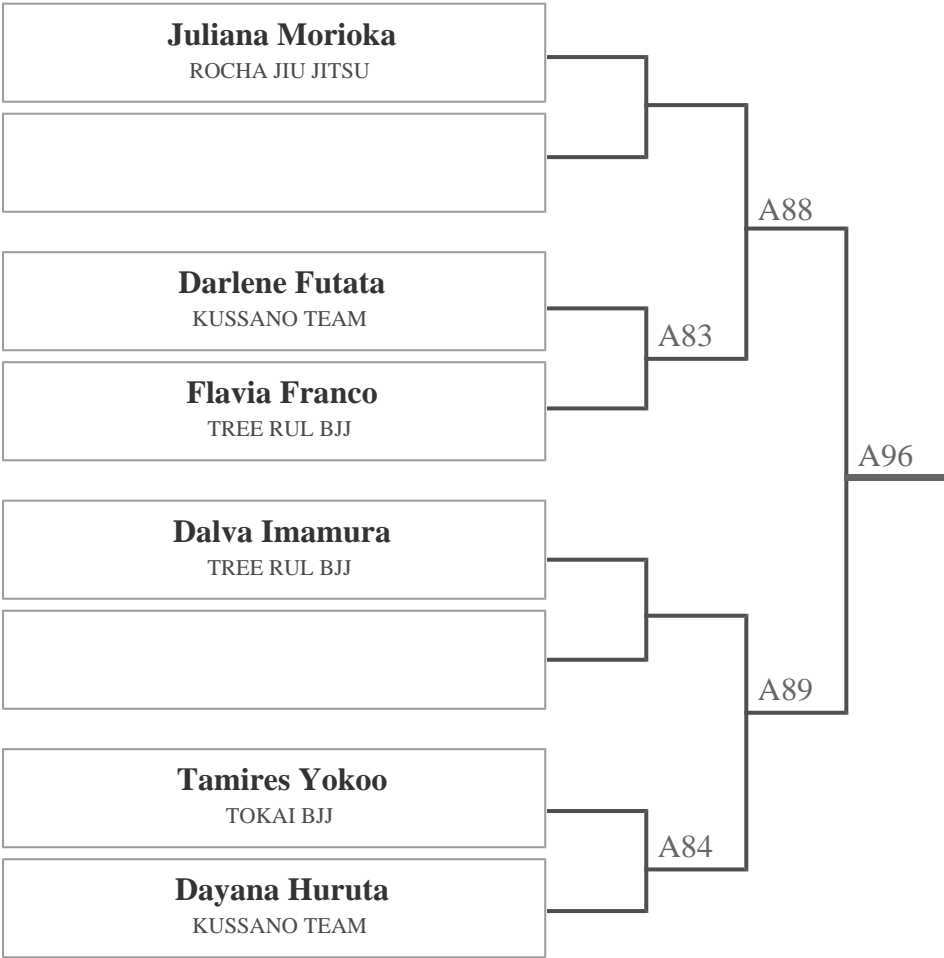 Juliana Morioka
ROCHA JIU JITSU
A88
Darlene Futata
KUSSANO TEAM
A83
Flavia Franco
TREE RUL BJJ
A96
Dalva Imamura
TREE RUL BJJ
A89
Tamires Yokoo
TOKAI BJJ
A84
Dayana Huruta
KUSSANO TEAM